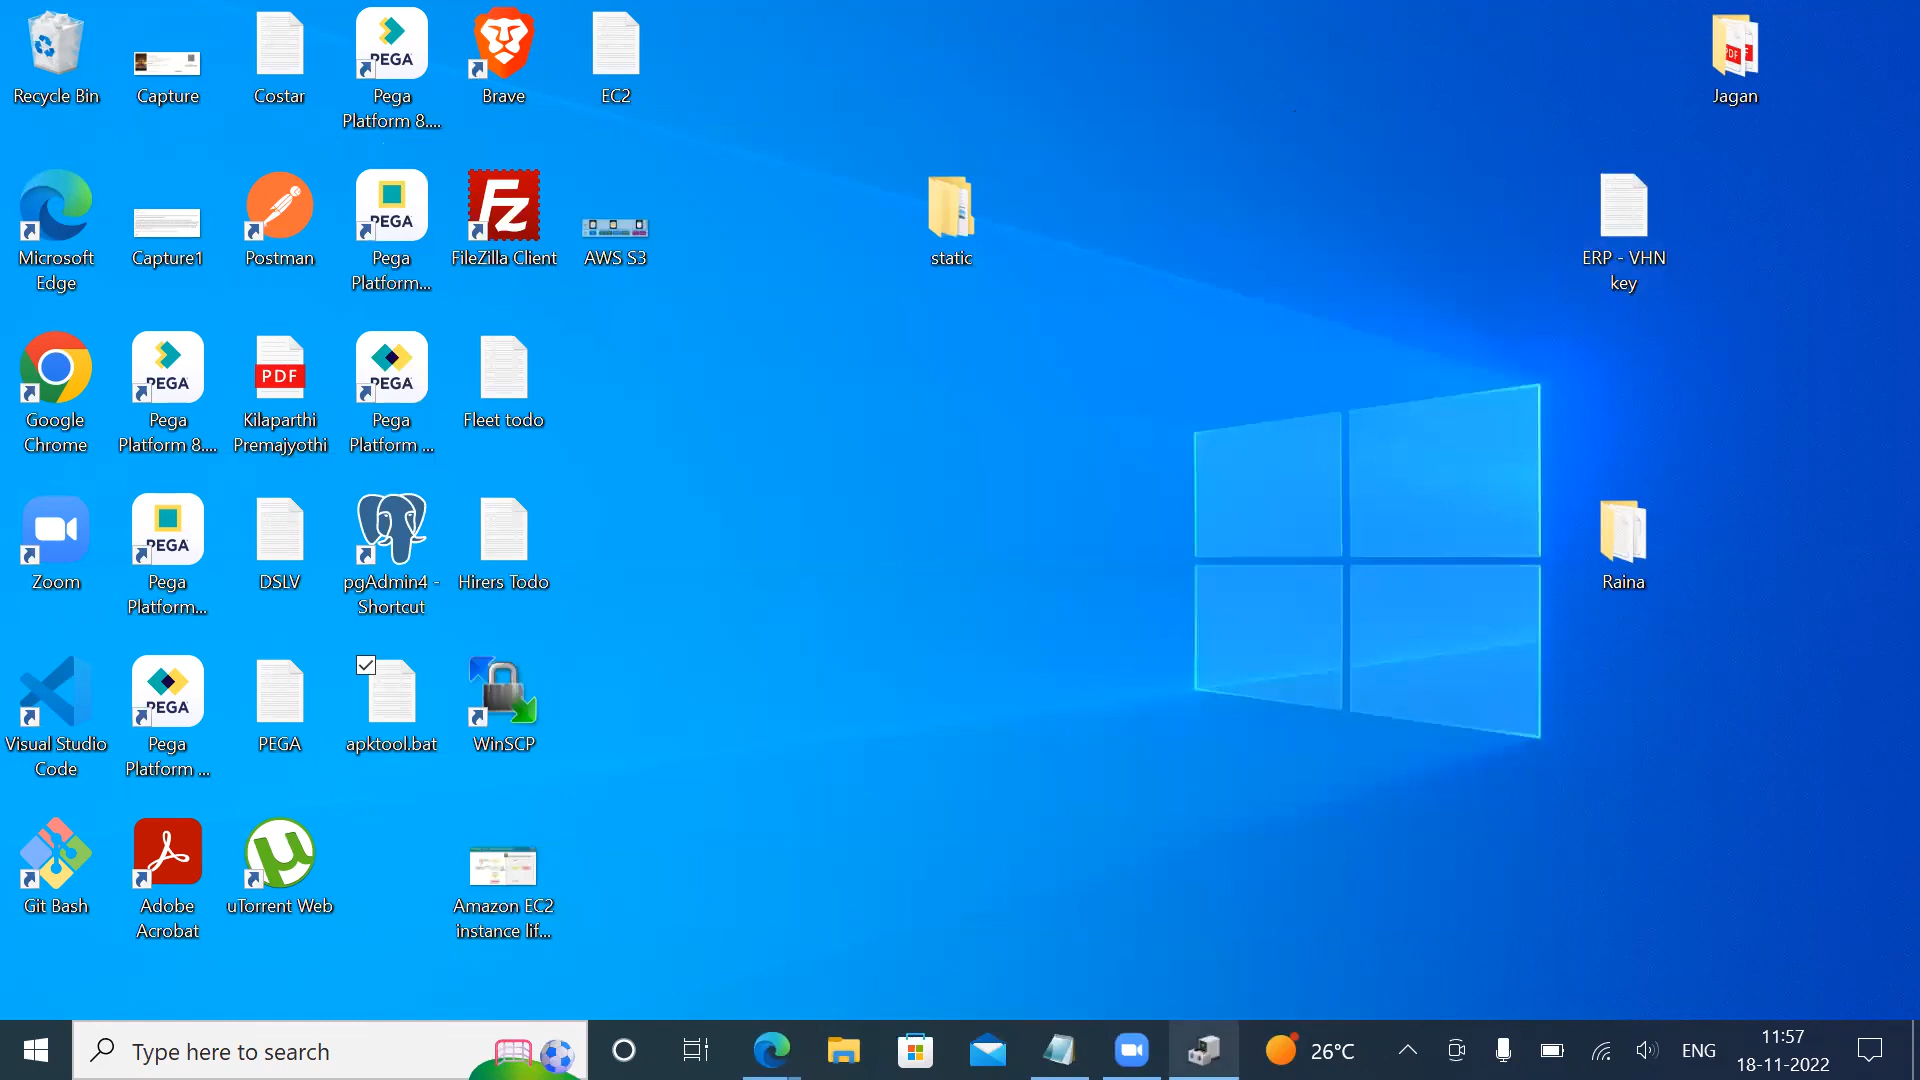 Recycle Bin
Capture
Costar
PEGA
Pega
Platform 8....
Brave
EC2
PDF
Jagan
Microsoft
Edge
Capture1
Postman
PEGA
Pega
Platform...
Fz
FileZilla Client
AWS S3
static
ERP - VHN
key
Google
Chrome
PEGA
Pega
Platform 8....
PDF
Kilaparthi
Premajyothi
PEGA
Pega
Platform ...
Fleet todo
Zoom
PEGA
Pega
Platform...
DSLV
pgAdmin4 -
Shortcut
Hirers Todo
Raina
Visual Studio
Code
PEGA
Pega
Platform ...
PEGA
apktool.bat
WinSCP
Git Bash
Adobe
Acrobat
µ
uTorrent Web
Amazon EC2
instance lif...
Type here to search
26°C
ENG
11:57
18-11-2022